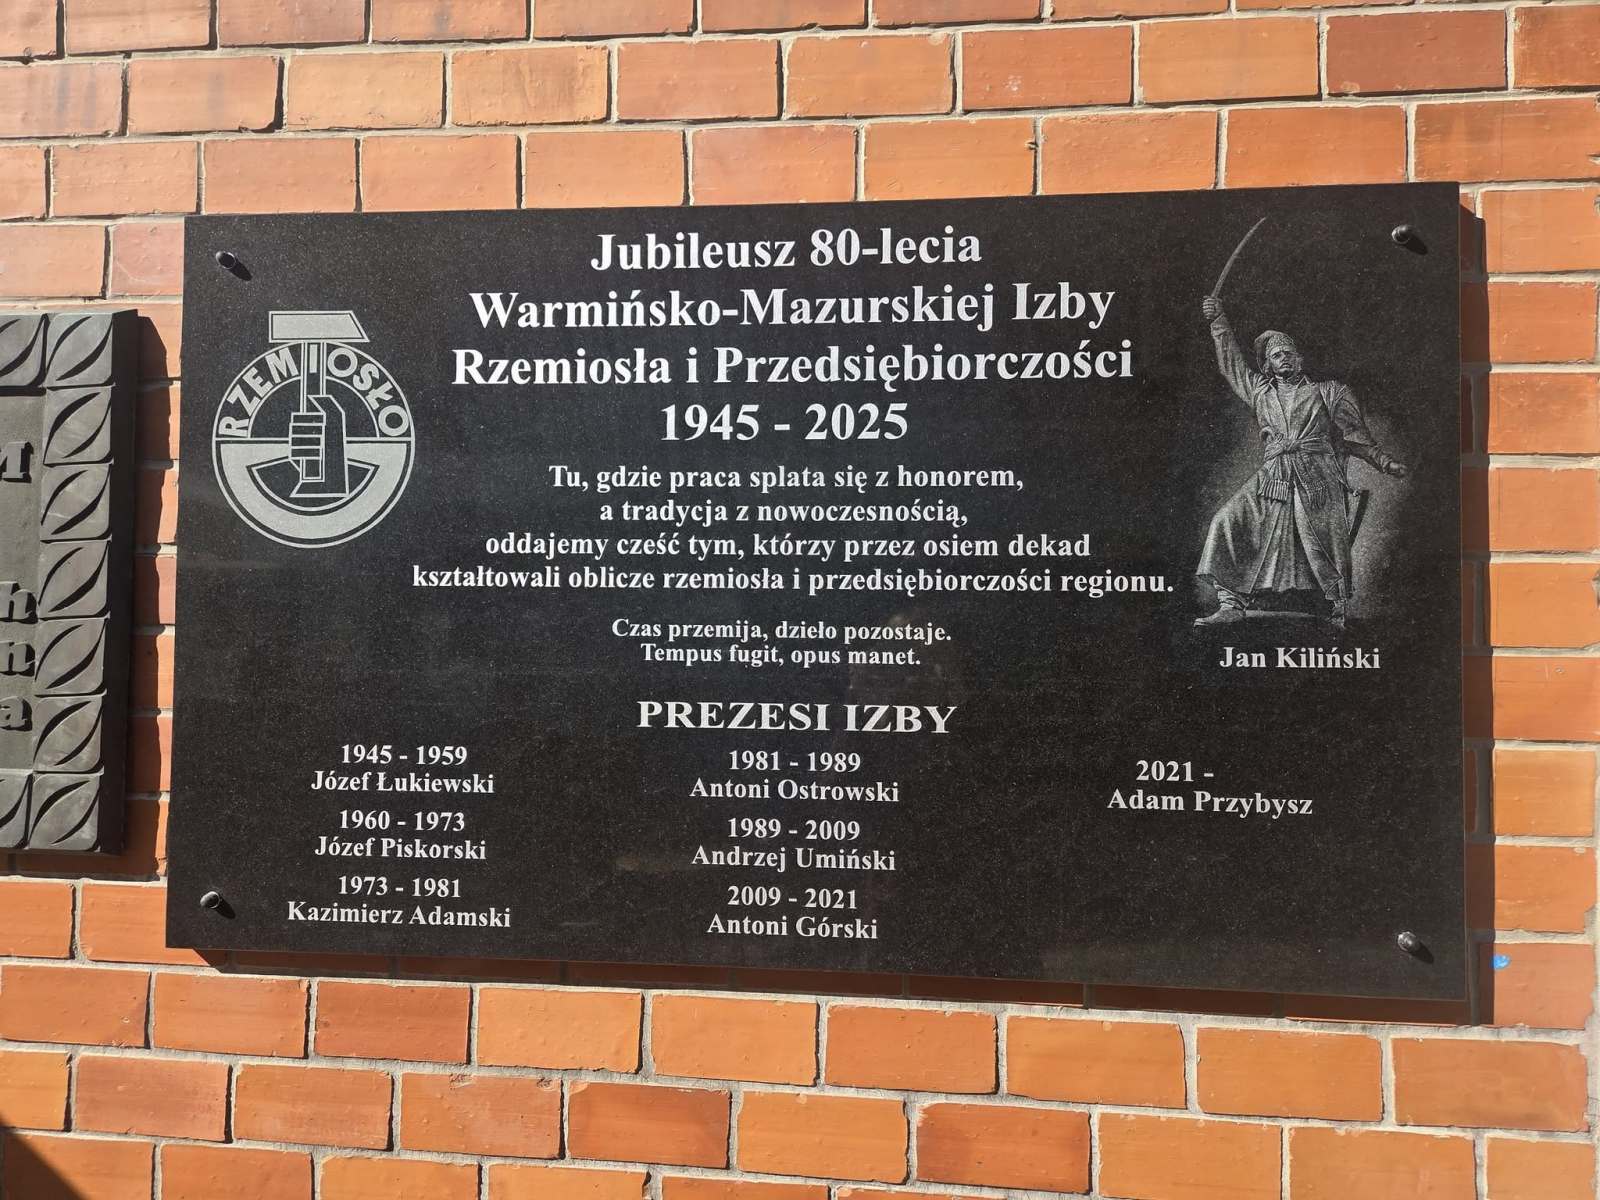 Jubileusz 80-lecia
Warmińsko-Mazurskiej Izby
Rzemiosła i Przedsiębiorczości
1945 - 2025
RZEMIOSŁO
Tu, gdzie praca splata się z honorem,
a tradycja z nowoczesnością,
oddajemy cześć tym, którzy przez osiem dekad
kształtowali oblicze rzemiosła i przedsiębiorczości regionu.
Czas przemija, dzieło pozostaje.
Tempus fugit, opus manet.
Jan Kiliński
PREZESI IZBY
1945 - 1959
Józef Łukiewski
1960 - 1973
Józef Piskorski
1973 - 1981
Kazimierz Adamski
1981 - 1989
Antoni Ostrowski
1989 - 2009
Andrzej Umiński
2009 - 2021
Antoni Górski
2021 -
Adam Przybysz